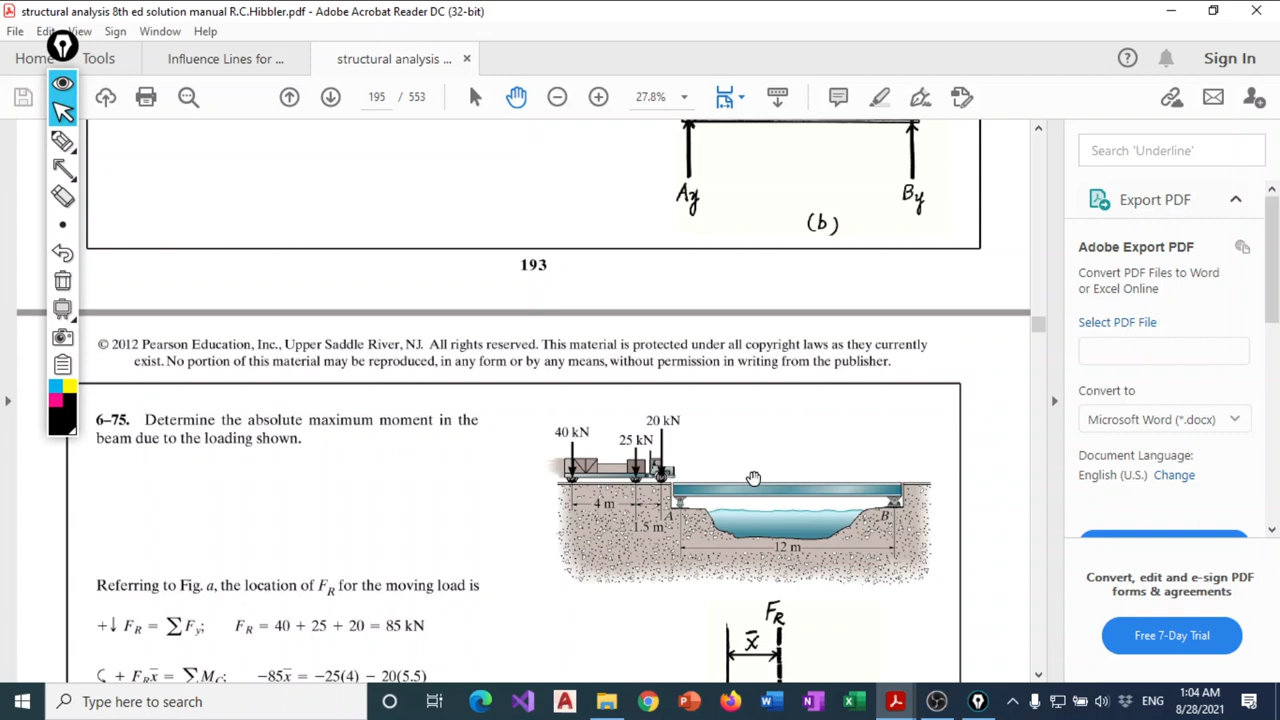 structural analysis 8th ed solution manual R.C.Hibbler.pdf - Adobe Acrobat Reader DC (32-bit)
File Edit View Sign Window Help
Home Tools Influence Lines for ... structural analysis ... × Sign In
195 / 553 27.8%
Ay By
(b)
193
© 2012 Pearson Education, Inc., Upper Saddle River, NJ. All rights reserved. This material is protected under all copyright laws as they currently
exist. No portion of this material may be reproduced, in any form or by any means, without permission in writing from the publisher.
6–75. Determine the absolute maximum moment in the
beam due to the loading shown.
40 kN
25 kN
20 kN
4 m
1.5 m
A
B
12 m
Referring to Fig. a, the location of FR for the moving load is
+↓ FR = ∑Fy; FR = 40 + 25 + 20 = 85 kN
+ FRx̄ = ∑MC; −85x̄ = −25(4) − 20(5.5)
FR
x̄
Search 'Underline'
Export PDF
Adobe Export PDF
Convert PDF Files to Word
or Excel Online
Select PDF File
Convert to
Microsoft Word (*.docx)
Document Language:
English (U.S.) Change
Convert, edit and e-sign PDF
forms & agreements
Free 7-Day Trial
Type here to search
ENG
1:04 AM
8/28/2021